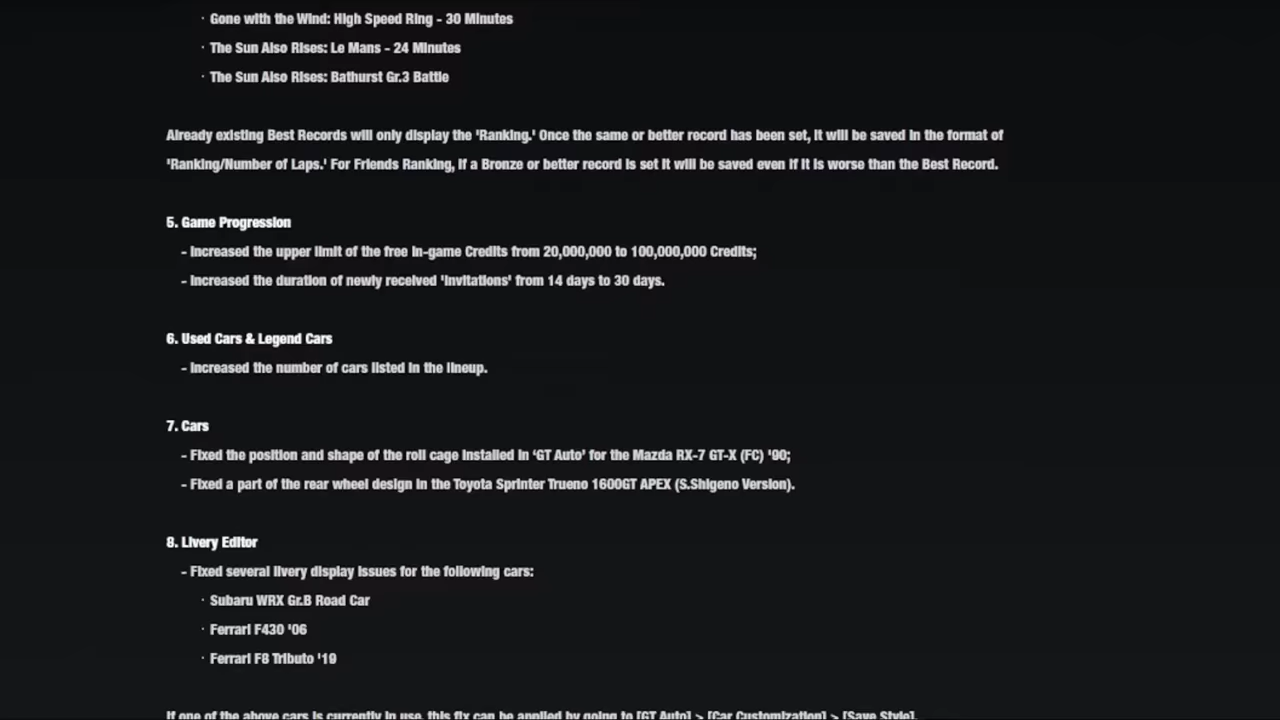 · Gone with the Wind: High Speed Ring - 30 Minutes
· The Sun Also Rises: Le Mans - 24 Minutes
· The Sun Also Rises: Bathurst Gr.3 Battle
Already existing Best Records will only display the 'Ranking.' Once the same or better record has been set, it will be saved in the format of
'Ranking/Number of Laps.' For Friends Ranking, if a Bronze or better record is set it will be saved even if it is worse than the Best Record.
5. Game Progression
- Increased the upper limit of the free in-game Credits from 20,000,000 to 100,000,000 Credits;
- Increased the duration of newly received 'Invitations' from 14 days to 30 days.
6. Used Cars & Legend Cars
- Increased the number of cars listed in the lineup.
7. Cars
- Fixed the position and shape of the roll cage installed in ‘GT Auto’ for the Mazda RX-7 GT-X (FC) '90;
- Fixed a part of the rear wheel design in the Toyota Sprinter Trueno 1600GT APEX (S.Shigeno Version).
8. Livery Editor
- Fixed several livery display issues for the following cars:
· Subaru WRX Gr.B Road Car
· Ferrari F430 '06
· Ferrari F8 Tributo '19
If one of the above cars is currently in use, this fix can be applied by going to [GT Auto] > [Car Customization] > [Save Style].